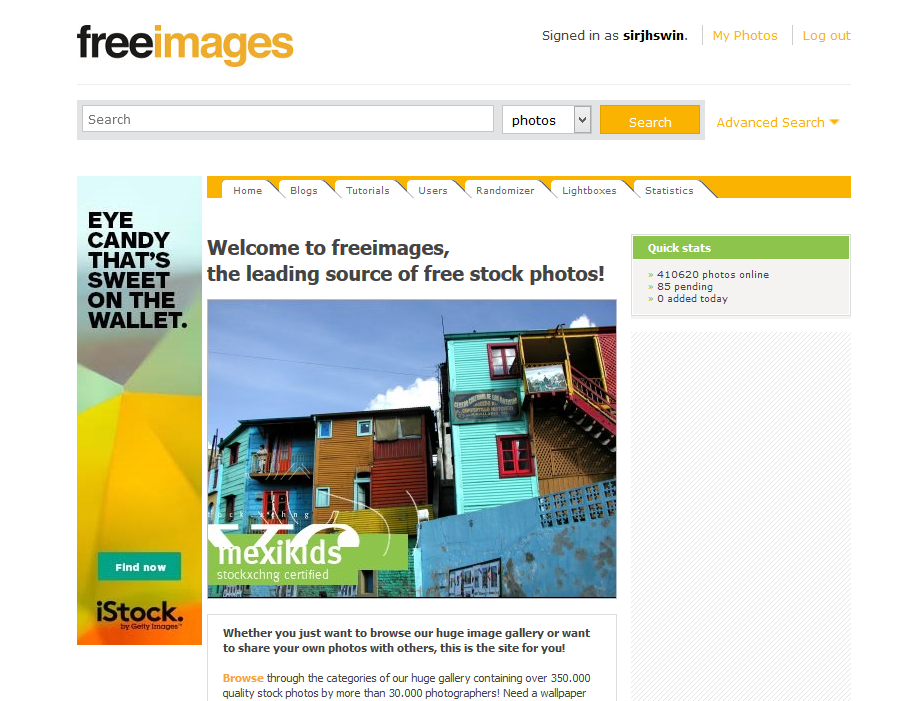 freeimages
Signed in as sirjhswin.
My Photos
Log out
Search
photos
Search
Advanced Search
EYE
CANDY
THAT'S
SWEET
ON THE
WALLET.
Find now
iStock.
by Getty Images™
Home
Blogs
Tutorials
Users
Randomizer
Lightboxes
Statistics
Welcome to freeimages,
the leading source of free stock photos!
mexikids
stockxchng certified
Quick stats
» 410620 photos online
» 85 pending
» 0 added today
Whether you just want to browse our huge image gallery or want
to share your own photos with others, this is the site for you!
Browse through the categories of our huge gallery containing over 350.000
quality stock photos by more than 30.000 photographers! Need a wallpaper